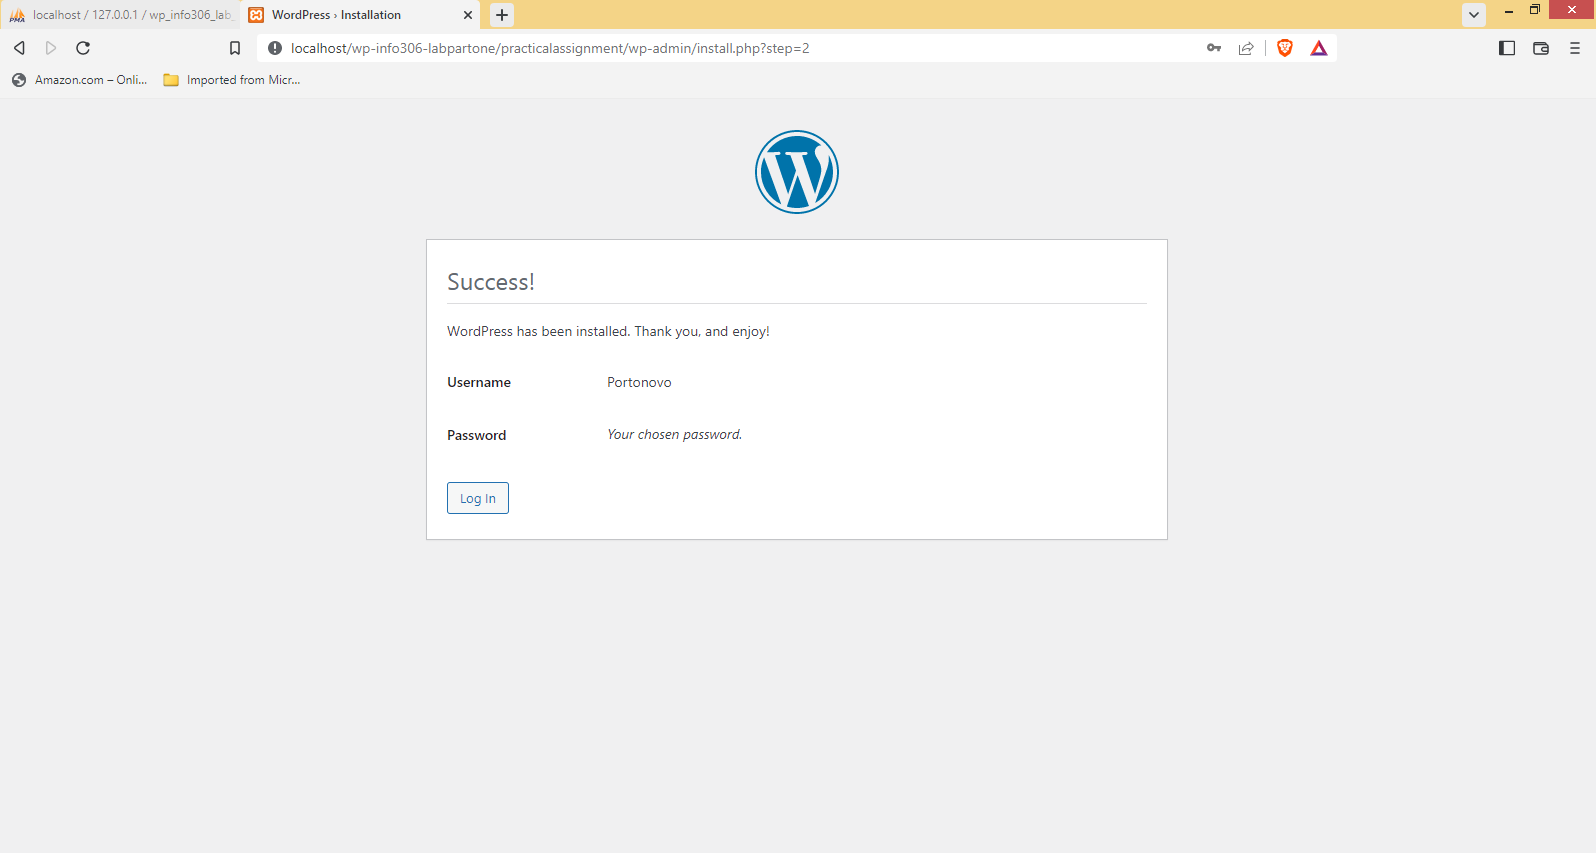 localhost / 127.0.0.1 / wp_info306_lab
WordPress › Installation
localhost/wp-info306-labpartone/practicalassignment/wp-admin/install.php?step=2
Amazon.com – Onli...
Imported from Micr...
Success!
WordPress has been installed. Thank you, and enjoy!
Username Portonovo
Password Your chosen password.
Log In